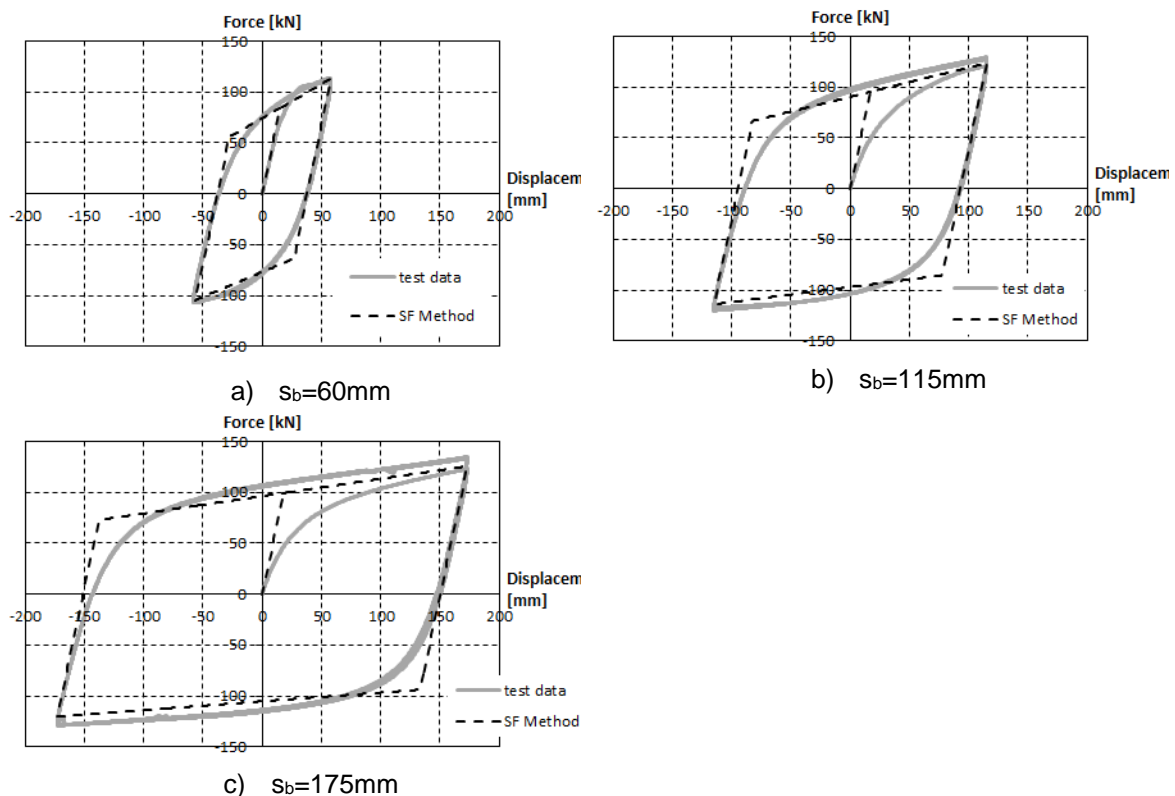 Force [kN]
150
100
50
0
-200 -150 -100 -50 0 50 100 150 200
Displacem
[mm]
-50
-100
-150
test data
SF Method
a) sb=60mm
Force [kN]
150
100
50
0
-200 -150 -100 -50 0 50 100 150 200
Displacem
[mm]
-50
-100
-150
test data
SF Method
b) sb=115mm
Force [kN]
150
100
50
0
-200 -150 -100 -50 0 50 100 150 200
Displacem
[mm]
-50
-100
-150
test data
SF Method
c) sb=175mm